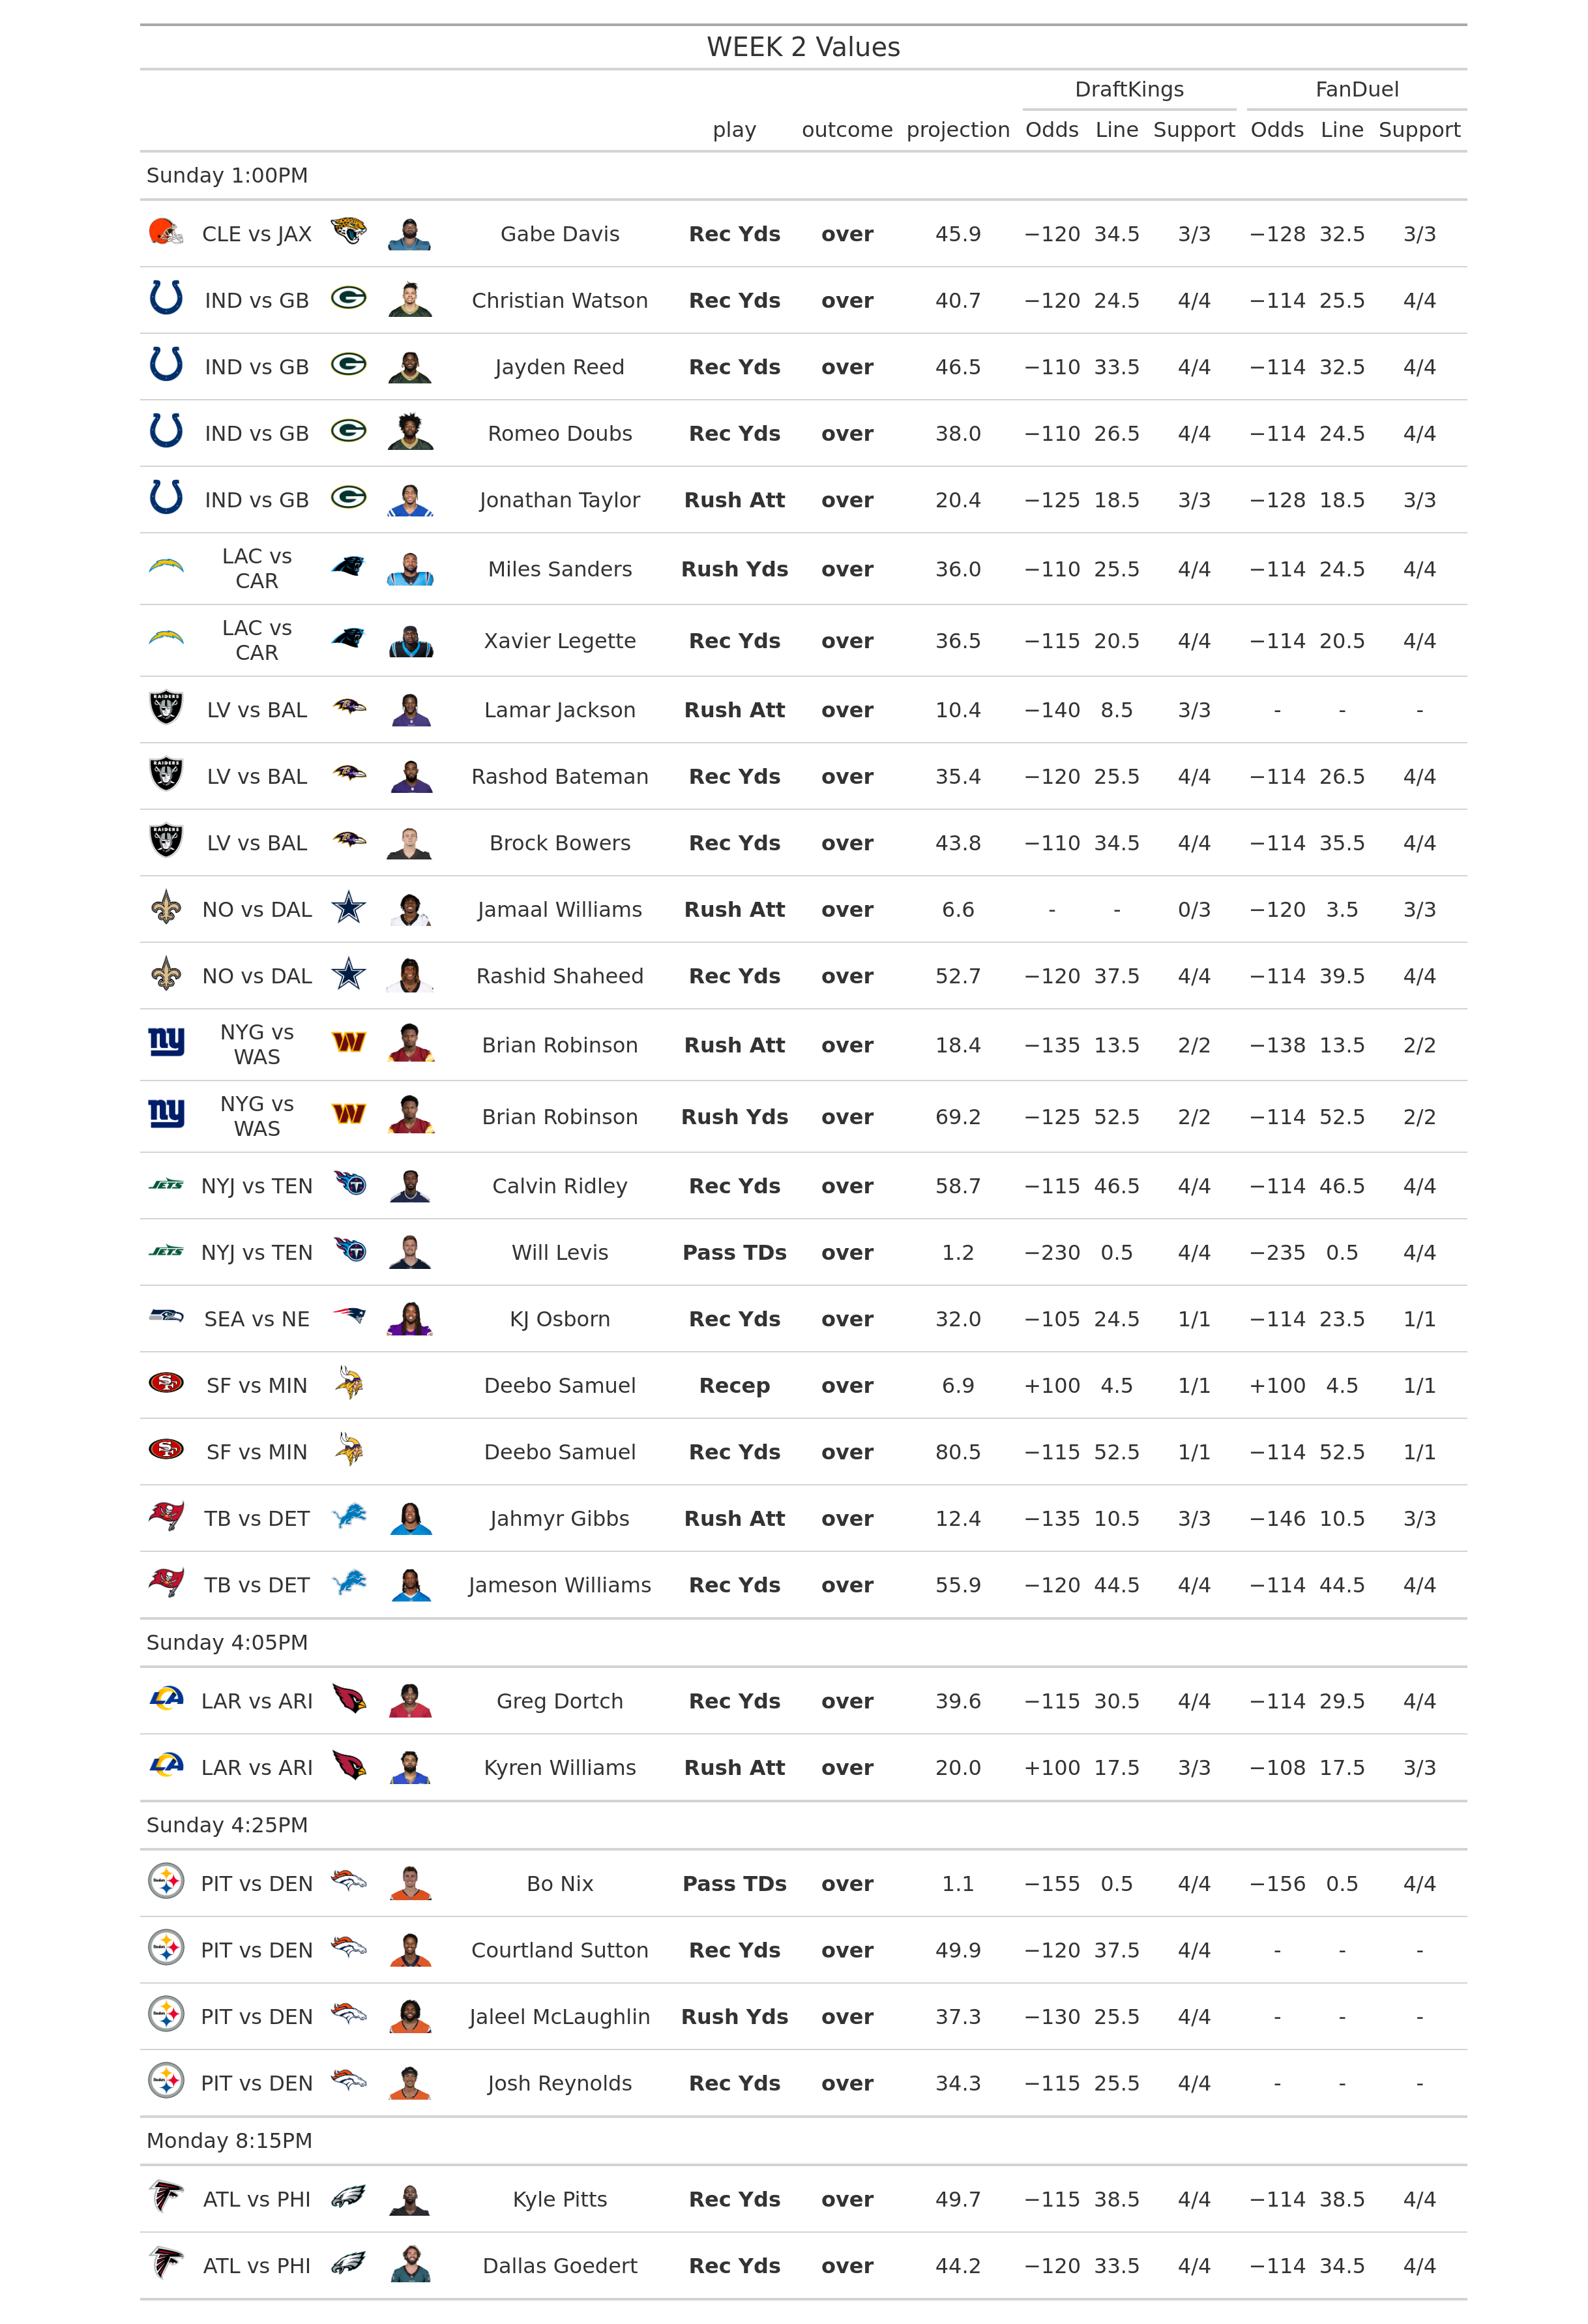 WEEK 2 Values
DraftKings FanDuel
play outcome projection Odds Line Support Odds Line Support
Sunday 1:00PM
CLE vs JAX Gabe Davis Rec Yds over 45.9 −120 34.5 3/3 −128 32.5 3/3
IND vs GB Christian Watson Rec Yds over 40.7 −120 24.5 4/4 −114 25.5 4/4
IND vs GB Jayden Reed Rec Yds over 46.5 −110 33.5 4/4 −114 32.5 4/4
IND vs GB Romeo Doubs Rec Yds over 38.0 −110 26.5 4/4 −114 24.5 4/4
IND vs GB Jonathan Taylor Rush Att over 20.4 −125 18.5 3/3 −128 18.5 3/3
LAC vs
CAR Miles Sanders Rush Yds over 36.0 −110 25.5 4/4 −114 24.5 4/4
LAC vs
CAR Xavier Legette Rec Yds over 36.5 −115 20.5 4/4 −114 20.5 4/4
RAIDERS LV vs BAL Lamar Jackson Rush Att over 10.4 −140 8.5 3/3 - - -
RAIDERS LV vs BAL Rashod Bateman Rec Yds over 35.4 −120 25.5 4/4 −114 26.5 4/4
RAIDERS LV vs BAL Brock Bowers Rec Yds over 43.8 −110 34.5 4/4 −114 35.5 4/4
NO vs DAL Jamaal Williams Rush Att over 6.6 - - 0/3 −120 3.5 3/3
NO vs DAL Rashid Shaheed Rec Yds over 52.7 −120 37.5 4/4 −114 39.5 4/4
ny NYG vs
WAS W Brian Robinson Rush Att over 18.4 −135 13.5 2/2 −138 13.5 2/2
ny NYG vs
WAS W Brian Robinson Rush Yds over 69.2 −125 52.5 2/2 −114 52.5 2/2
JETS NYJ vs TEN Calvin Ridley Rec Yds over 58.7 −115 46.5 4/4 −114 46.5 4/4
JETS NYJ vs TEN Will Levis Pass TDs over 1.2 −230 0.5 4/4 −235 0.5 4/4
SEA vs NE KJ Osborn Rec Yds over 32.0 −105 24.5 1/1 −114 23.5 1/1
SF SF vs MIN Deebo Samuel Recep over 6.9 +100 4.5 1/1 +100 4.5 1/1
SF SF vs MIN Deebo Samuel Rec Yds over 80.5 −115 52.5 1/1 −114 52.5 1/1
TB vs DET Jahmyr Gibbs Rush Att over 12.4 −135 10.5 3/3 −146 10.5 3/3
TB vs DET Jameson Williams Rec Yds over 55.9 −120 44.5 4/4 −114 44.5 4/4
Sunday 4:05PM
LA LAR vs ARI Greg Dortch Rec Yds over 39.6 −115 30.5 4/4 −114 29.5 4/4
LA LAR vs ARI Kyren Williams Rush Att over 20.0 +100 17.5 3/3 −108 17.5 3/3
Sunday 4:25PM
Steelers PIT vs DEN Bo Nix Pass TDs over 1.1 −155 0.5 4/4 −156 0.5 4/4
Steelers PIT vs DEN Courtland Sutton Rec Yds over 49.9 −120 37.5 4/4 - - -
Steelers PIT vs DEN Jaleel McLaughlin Rush Yds over 37.3 −130 25.5 4/4 - - -
Steelers PIT vs DEN Josh Reynolds Rec Yds over 34.3 −115 25.5 4/4 - - -
Monday 8:15PM
ATL vs PHI Kyle Pitts Rec Yds over 49.7 −115 38.5 4/4 −114 38.5 4/4
ATL vs PHI Dallas Goedert Rec Yds over 44.2 −120 33.5 4/4 −114 34.5 4/4